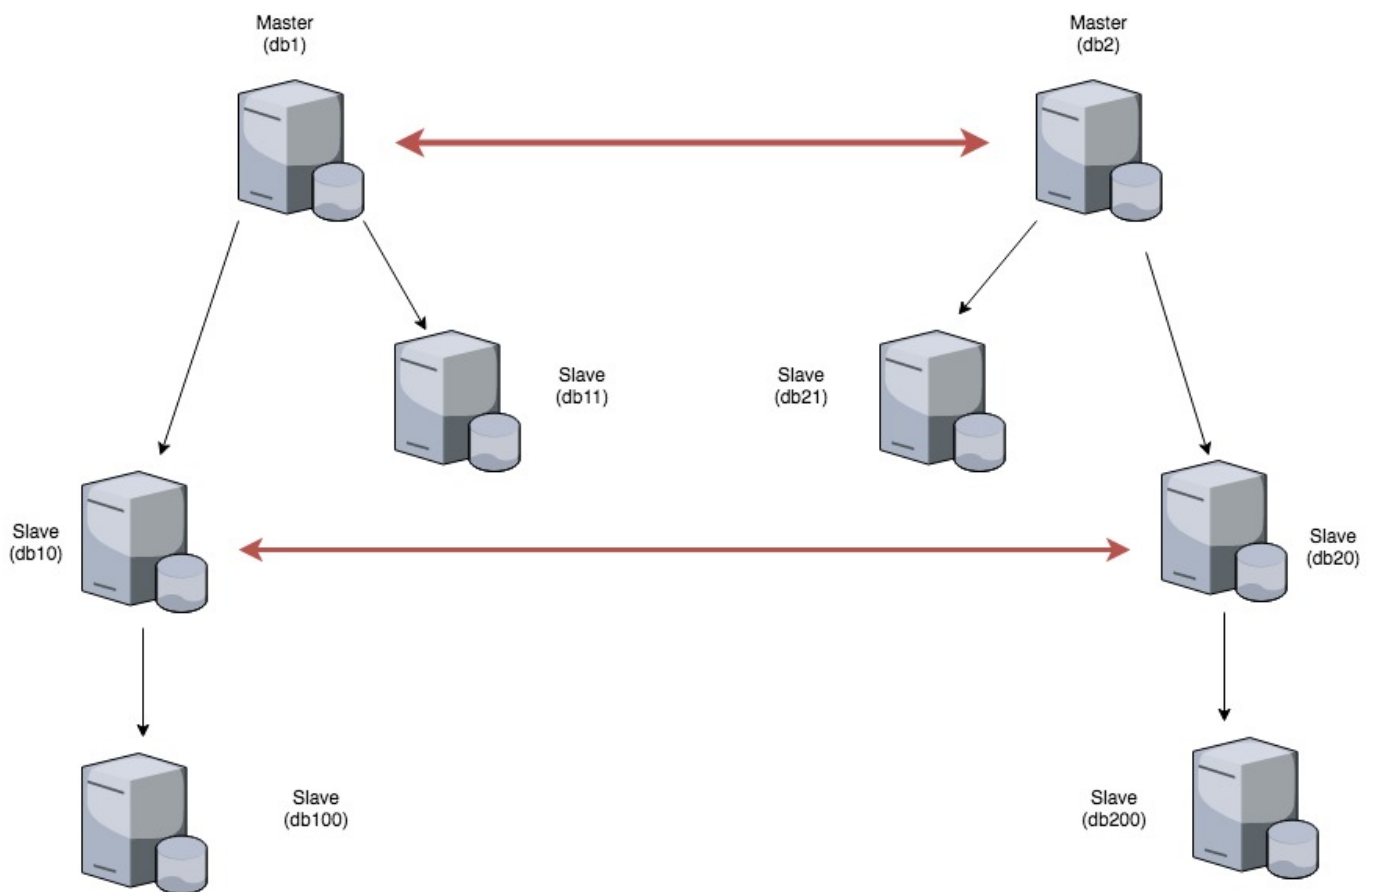 Master
(db1)
Master
(db2)
Slave
(db11)
Slave
(db21)
Slave
(db10)
Slave
(db20)
Slave
(db100)
Slave
(db200)